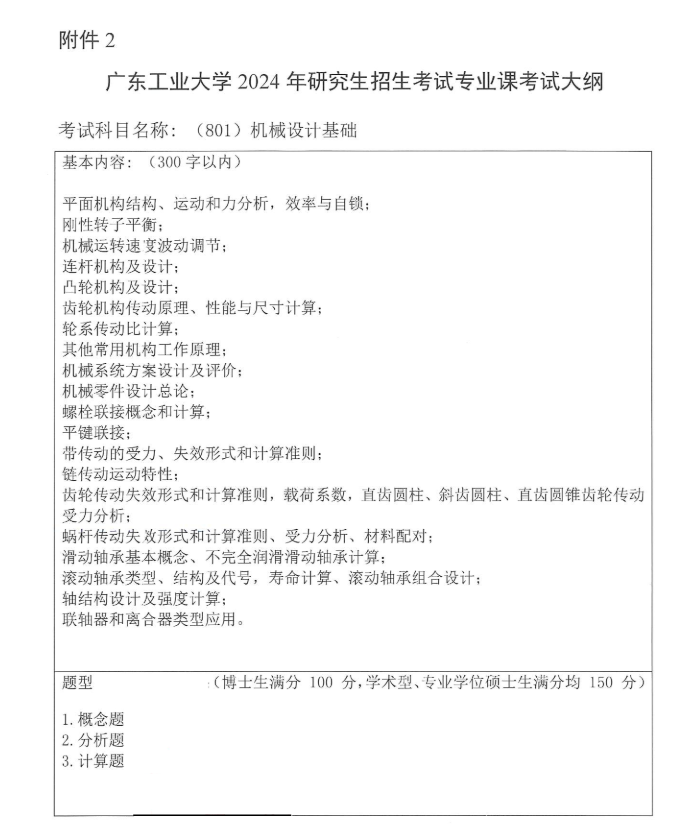 附件 2
广东工业大学 2024 年研究生招生考试专业课考试大纲
考试科目名称: （801）机械设计基础
基本内容: （300 字以内）
平面机构结构、运动和力分析，效率与自锁;
刚性转子平衡;
机械运转速度波动调节;
连杆机构及设计;
凸轮机构及设计;
齿轮机构传动原理、性能与尺寸计算;
轮系传动比计算;
其他常用机构工作原理;
机械系统方案设计及评价;
机械零件设计总论;
螺栓联接概念和计算;
平键联接;
带传动的受力、失效形式和计算准则;
链传动运动特性;
齿轮传动失效形式和计算准则，载荷系数，直齿圆柱、斜齿圆柱、直齿圆锥齿轮传动
受力分析;
蜗杆传动失效形式和计算准则、受力分析、材料配对;
滑动轴承基本概念、不完全润滑滑动轴承计算;
滚动轴承类型、结构及代号，寿命计算、滚动轴承组合设计;
轴结构设计及强度计算;
联轴器和离合器类型应用。
题型 （博士生满分 100 分,学术型、专业学位硕士生满分均 150 分）
1. 概念题
2. 分析题
3. 计算题